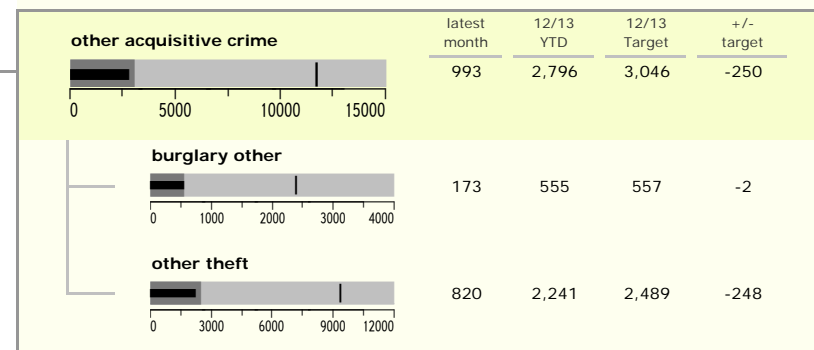 latest 12/13 12/13 +/-
other acquisitive crime month YTD Target target
993 2,796 3,046 -250
0 5000 10000 15000
burglary other
173 555 557 -2
0 1000 2000 3000 4000
other theft
820 2,241 2,489 -248
0 3000 6000 9000 12000